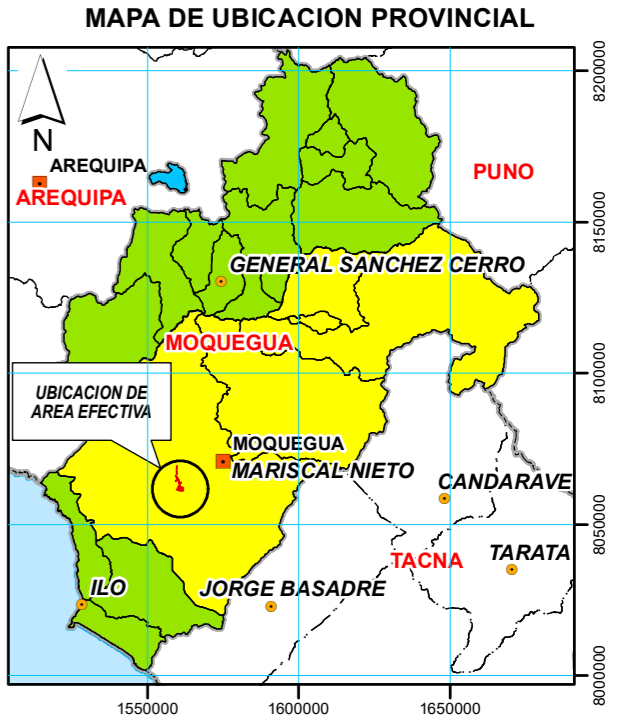 MAPA DE UBICACION PROVINCIAL
8200000
N
AREQUIPA
AREQUIPA
PUNO
8150000
GENERAL SANCHEZ CERRO
MOQUEGUA
8100000
UBICACION DE
AREA EFECTIVA
MOQUEGUA
MARISCAL NIETO
CANDARAVE
8050000
TACNA
TARATA
ILO
JORGE BASADRE
8000000
1550000
1600000
1650000